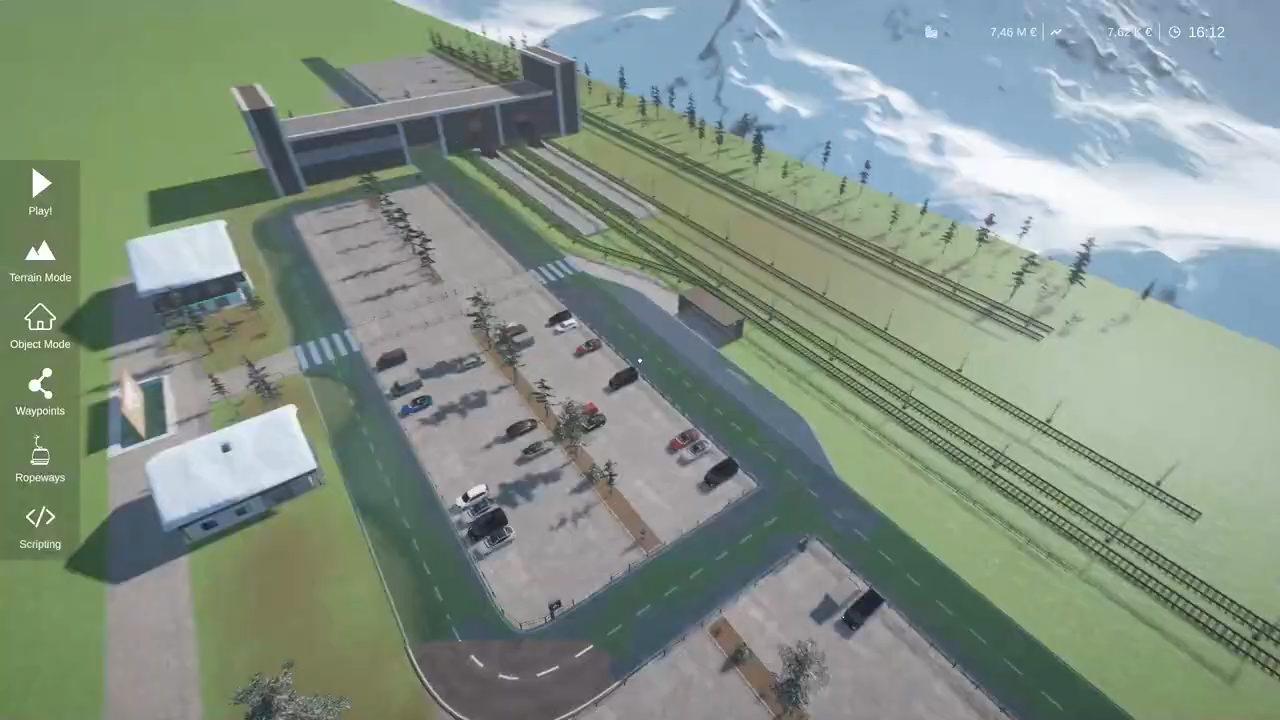 7,46 M € 7,62 K € 16:12
Play!
Terrain Mode
Object Mode
Waypoints
Ropeways
Scripting